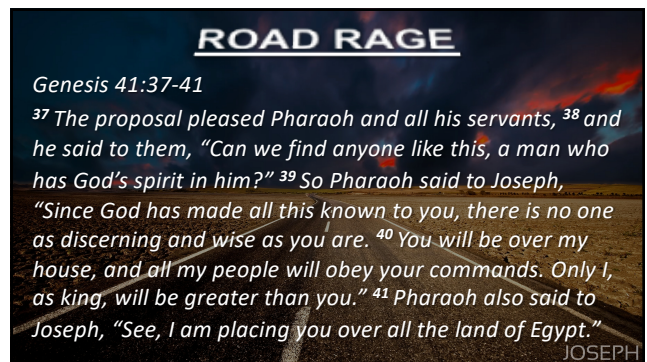 ROAD RAGE
Genesis 41:37-41
37 The proposal pleased Pharaoh and all his servants, 38 and
he said to them, “Can we find anyone like this, a man who
has God’s spirit in him?” 39 So Pharaoh said to Joseph,
“Since God has made all this known to you, there is no one
as discerning and wise as you are. 40 You will be over my
house, and all my people will obey your commands. Only I,
as king, will be greater than you.” 41 Pharaoh also said to
Joseph, “See, I am placing you over all the land of Egypt.”
JOSEPH